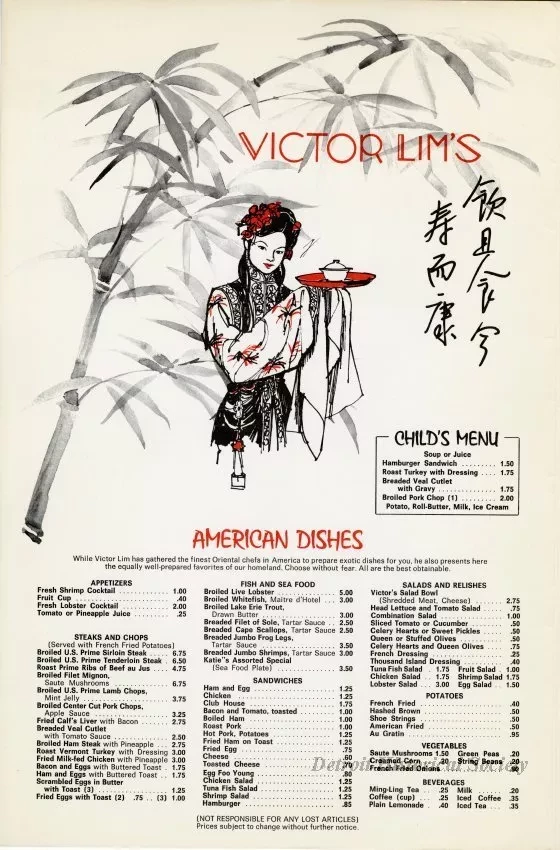 VICTOR LIM'S
飲且食兮
寿而康
CHILD'S MENU
Soup or Juice
Hamburger Sandwich ......... 1.50
Roast Turkey with Dressing .... 1.75
Breaded Veal Cutlet
with Gravy ............... 1.75
Broiled Pork Chop (1) .......... 2.00
Potato, Roll-Butter, Milk, Ice Cream
AMERICAN DISHES
While Victor Lim has gathered the finest Oriental chefs in America to prepare exotic dishes for you, he also presents here
the equally well-prepared favorites of our homeland. Choose without fear. All are the best obtainable.
APPETIZERS
Fresh Shrimp Cocktail 1.00
Fruit Cup .40
Fresh Lobster Cocktail 2.00
Tomato or Pineapple Juice .25
STEAKS AND CHOPS
(Served with French Fried Potatoes)
Broiled U.S. Prime Sirloin Steak 6.75
Broiled U.S. Prime Tenderloin Steak 6.50
Roast Prime Ribs of Beef au Jus 4.75
Broiled Filet Mignon,
Saute Mushrooms 6.75
Broiled U.S. Prime Lamb Chops,
Mint Jelly 3.75
Broiled Center Cut Pork Chops,
Apple Sauce 3.25
Fried Calf's Liver with Bacon 2.75
Breaded Veal Cutlet
with Tomato Sauce 2.50
Broiled Ham Steak with Pineapple 2.75
Roast Vermont Turkey with Dressing 3.00
Fried Milk-fed Chicken with Pineapple 3.00
Bacon and Eggs with Buttered Toast 1.75
Ham and Eggs with Buttered Toast 1.75
Scrambled Eggs in Butter
with Toast (3) 1.25
Fried Eggs with Toast (2) .75 .. (3) 1.00
FISH AND SEA FOOD
Broiled Live Lobster 5.00
Broiled Whitefish, Maitre d'Hotel 3.00
Broiled Lake Erie Trout,
Drawn Butter 3.00
Breaded Filet of Sole, Tartar Sauce 2.50
Breaded Cape Scallops, Tartar Sauce 2.50
Breaded Jumbo Frog Legs,
Tartar Sauce 3.50
Breaded Jumbo Shrimps, Tartar Sauce 3.00
Katie's Assorted Special
(Sea Food Plate) 3.50
SANDWICHES
Ham and Egg 1.25
Chicken 1.25
Club House 1.75
Bacon and Tomato, toasted 1.00
Boiled Ham 1.00
Roast Pork 1.00
Hot Pork, Potatoes 1.25
Fried Ham on Toast 1.25
Fried Egg .75
Cheese .60
Toasted Cheese
Egg Foo Young .80
Chicken Salad 1.25
Tuna Fish Salad 1.25
Shrimp Salad 1.25
Hamburger .85
SALADS AND RELISHES
Victor's Salad Bowl
(Shredded Meat, Cheese) 2.75
Head Lettuce and Tomato Salad .75
Combination Salad 1.00
Sliced Tomato or Cucumber .50
Celery Hearts or Sweet Pickles .50
Queen or Stuffed Olives .50
Celery Hearts and Queen Olives .75
French Dressing .25
Thousand Island Dressing .40
Tuna Fish Salad 1.75 Fruit Salad 1.00
Chicken Salad 1.75 Shrimp Salad 1.75
Lobster Salad 3.00 Egg Salad 1.50
POTATOES
French Fried .40
Hashed Brown .50
Shoe Strings .50
American Fried .50
Au Gratin .95
VEGETABLES
Saute Mushrooms 1.50 Green Peas .20
Creamed Corn .20 String Beans .20
French Fried Onions
Detroit Historical Society
BEVERAGES
Ming-Ling Tea .25 Milk .20
Coffee (cup) .25 Iced Coffee .35
Plain Lemonade .40 Iced Tea .35
(NOT RESPONSIBLE FOR ANY LOST ARTICLES)
Prices subject to change without further notice.